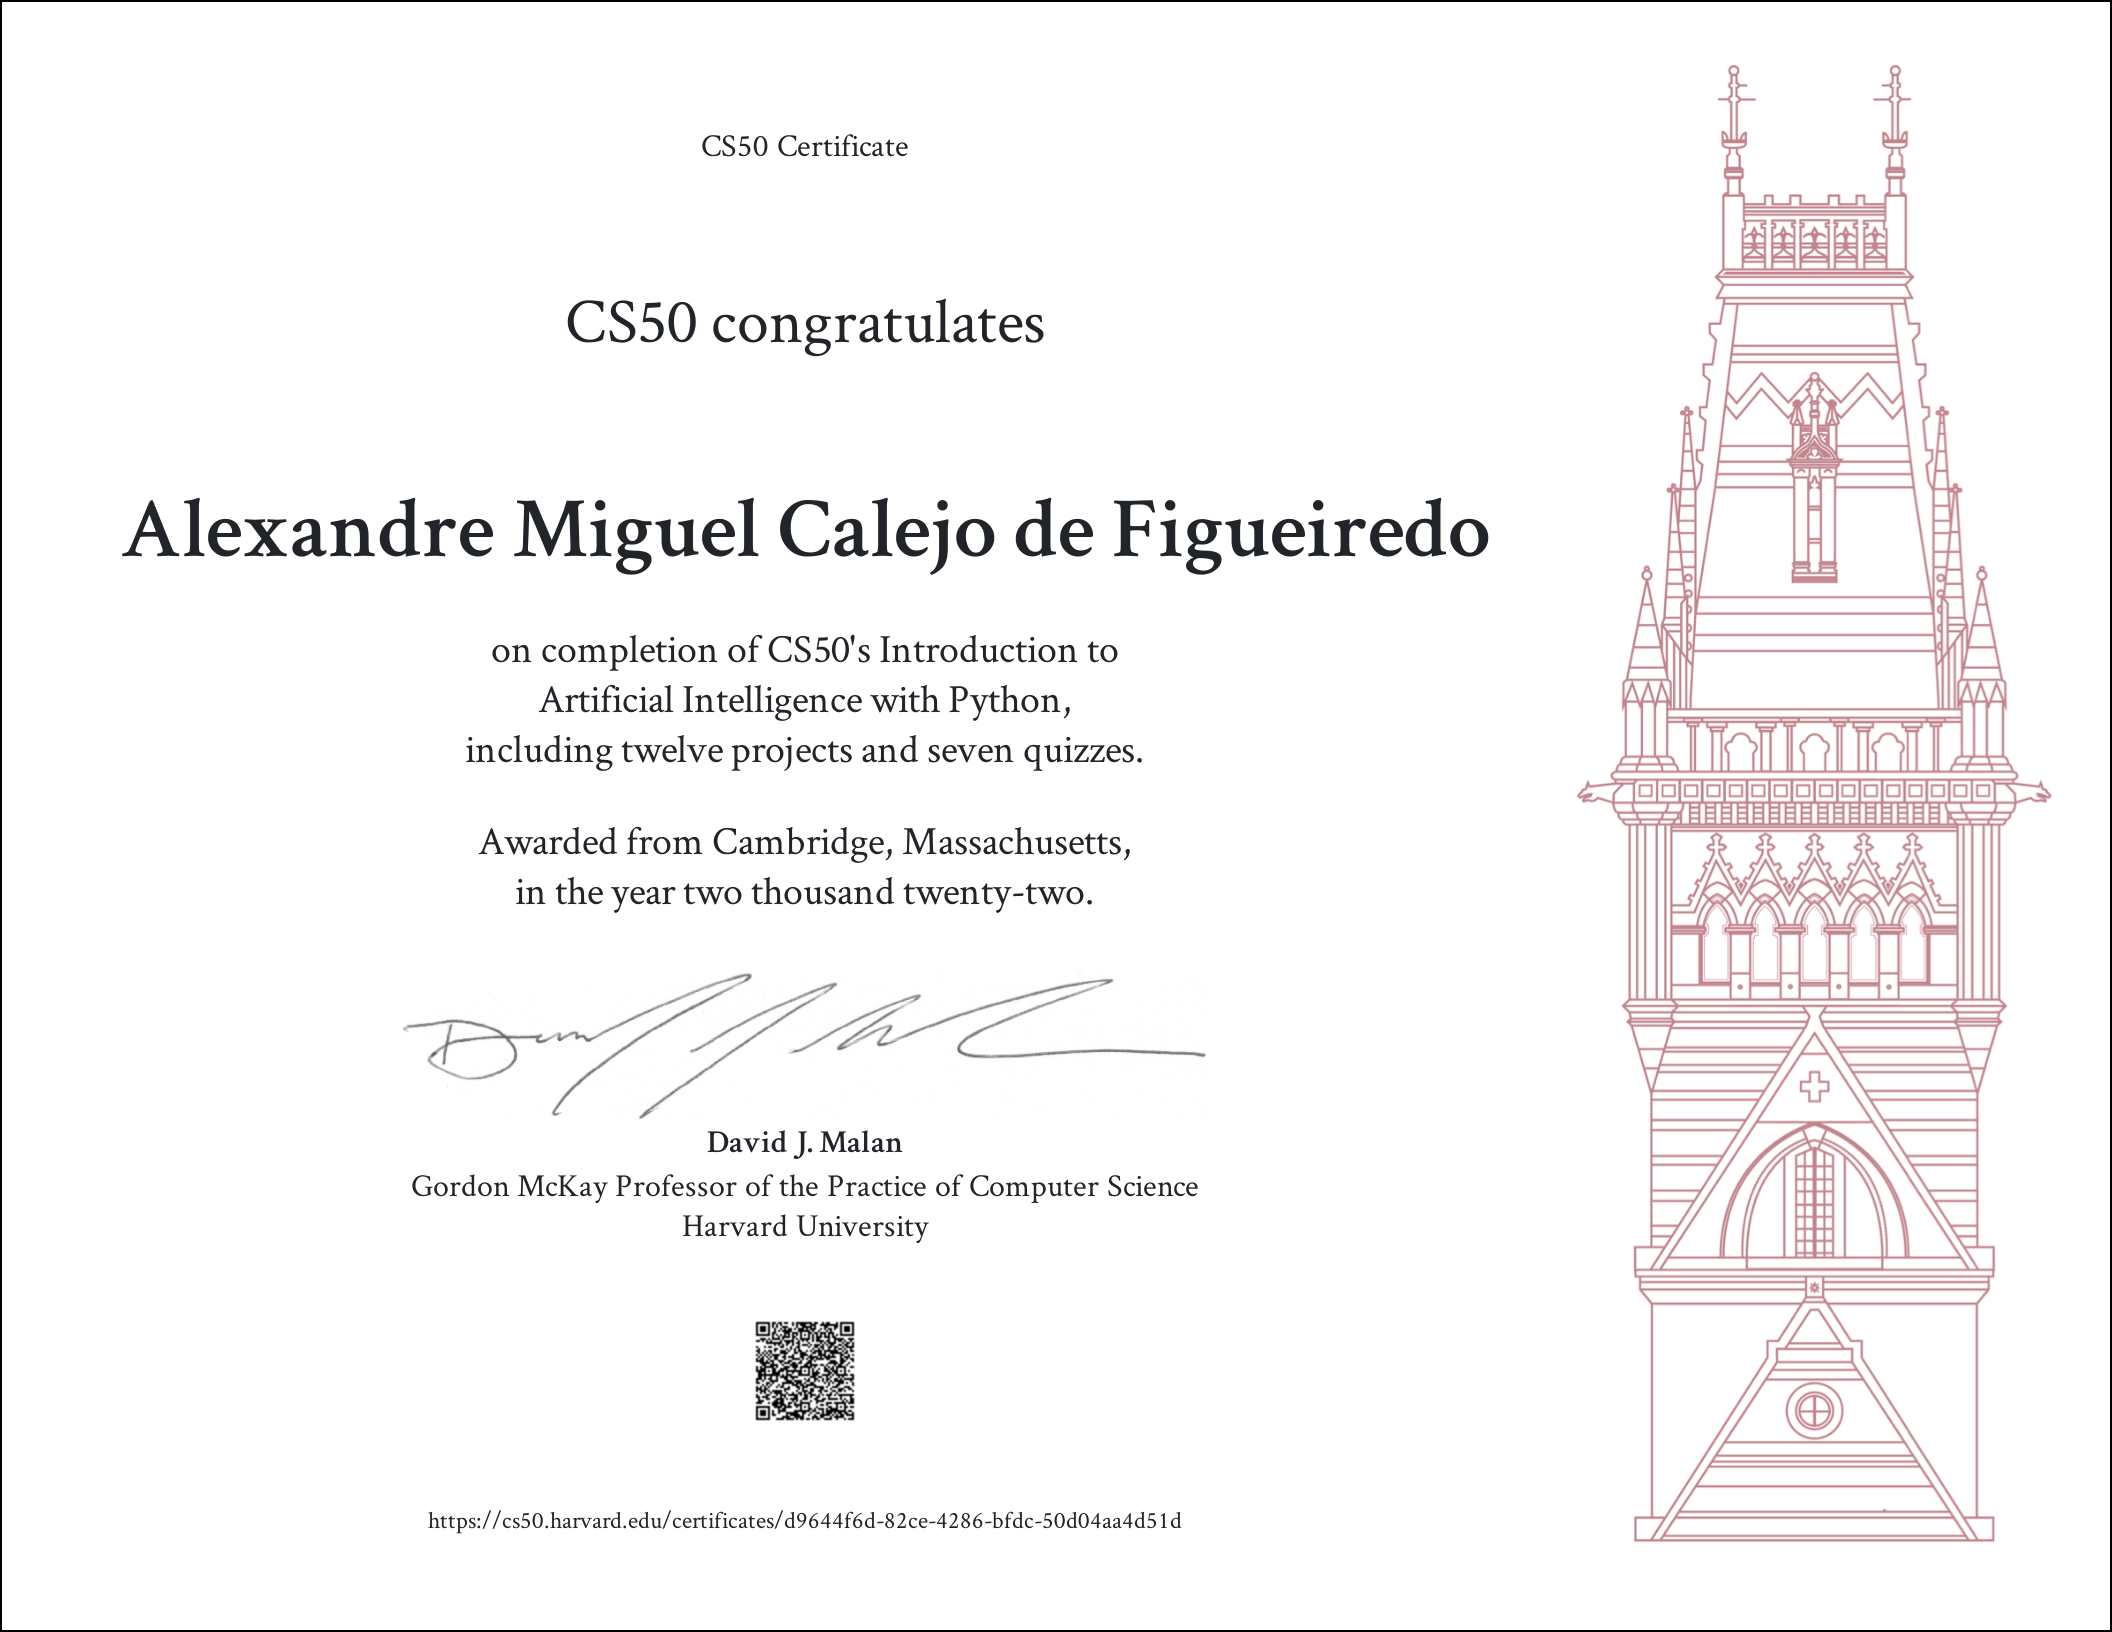 CS50 Certificate
CS50 congratulates
Alexandre Miguel Calejo de Figueiredo
on completion of CS50's Introduction to
Artificial Intelligence with Python,
including twelve projects and seven quizzes.
Awarded from Cambridge, Massachusetts,
in the year two thousand twenty-two.
David J. Malan
Gordon McKay Professor of the Practice of Computer Science
Harvard University
https://cs50.harvard.edu/certificates/d9644f6d-82ce-4286-bfdc-50d04aa4d51d